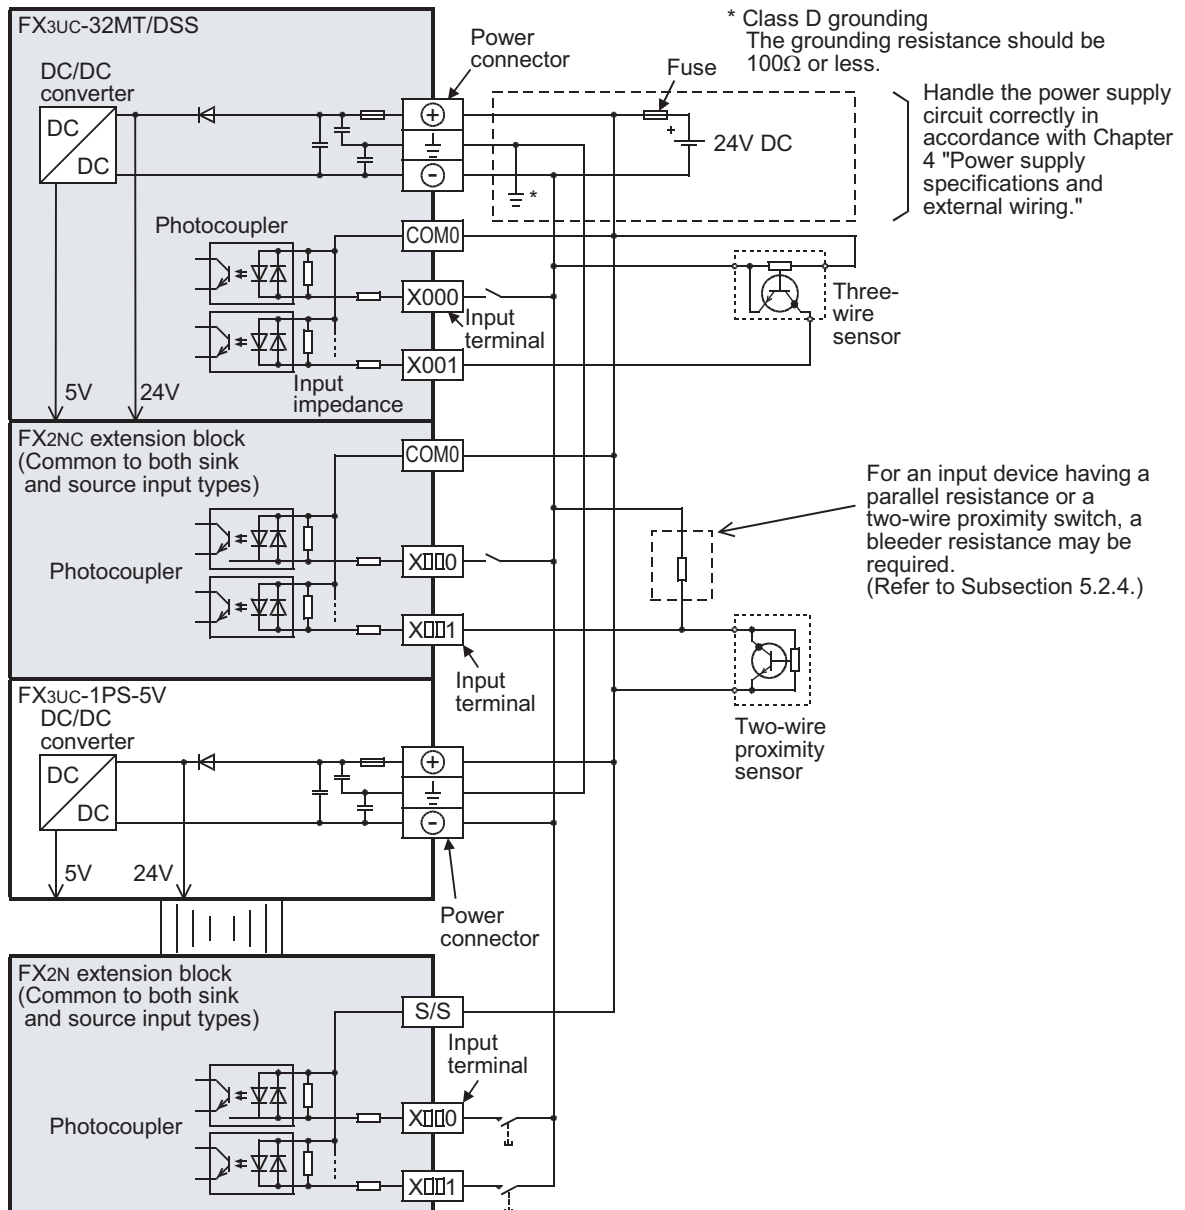 FX3UC-32MT/DSS
* Class D grounding
The grounding resistance should be
100Ω or less.
Power
connector
Fuse
DC/DC
converter
DC
DC
24V DC
+
*
Handle the power supply
circuit correctly in
accordance with Chapter
4 "Power supply
specifications and
external wiring."
Photocoupler
COM0
X000
Input
terminal
X001
Three-
wire
sensor
Input
impedance
5V
24V
FX2NC extension block
(Common to both sink
and source input types)
COM0
For an input device having a
parallel resistance or a
two-wire proximity switch, a
bleeder resistance may be
required.
(Refer to Subsection 5.2.4.)
Photocoupler
X□□0
X□□1
Input
terminal
FX3UC-1PS-5V
DC/DC
converter
DC
DC
Two-wire
proximity
sensor
5V
24V
Power
connector
FX2N extension block
(Common to both sink
and source input types)
S/S
Input
terminal
Photocoupler
X□□0
X□□1